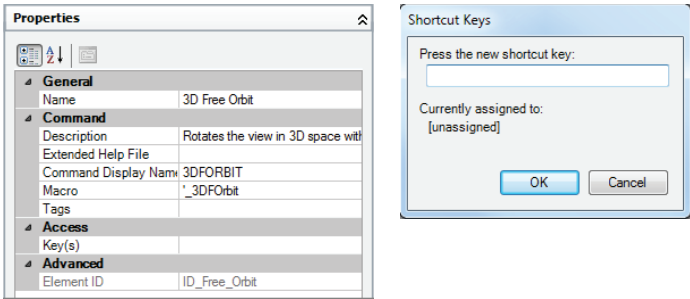 Properties
General
Name 3D Free Orbit
Command
Description Rotates the view in 3D space with
Extended Help File
Command Display Name 3DFORBIT
Macro '_3DFOrbit
Tags
Access
Key(s)
Advanced
Element ID ID_Free_Orbit
Shortcut Keys
Press the new shortcut key:
Currently assigned to:
[unassigned]
OK Cancel